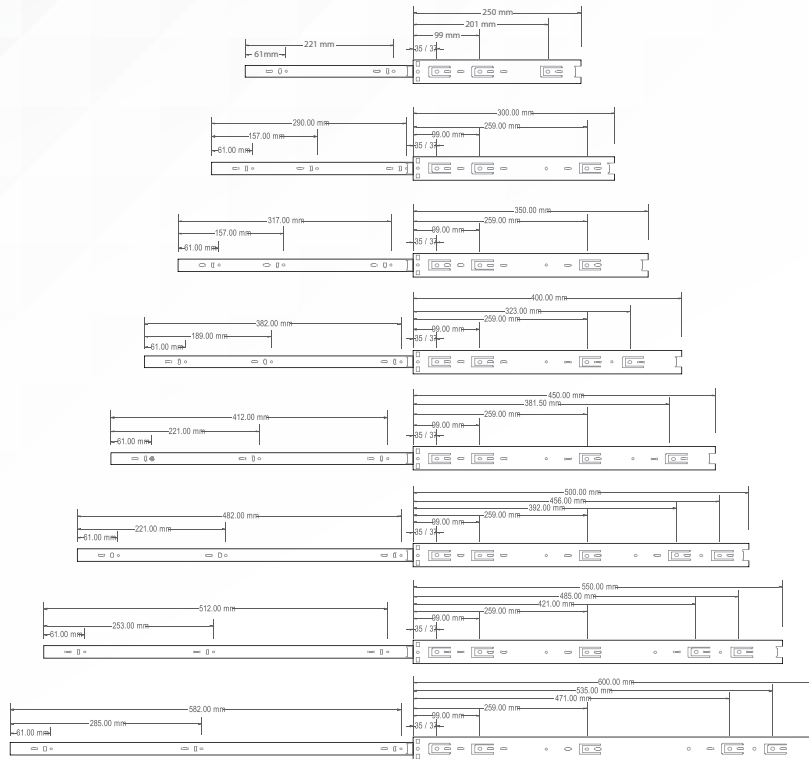 250 mm
201 mm
221 mm
99 mm
61mm
35 / 37
300.00 mm
290.00 mm
259.00 mm
157.00 mm
99.00 mm
61.00 mm
35 / 37
350.00 mm
317.00 mm
259.00 mm
157.00 mm
99.00 mm
61.00 mm
35 / 37
400.00 mm
323.00 mm
382.00 mm
259.00 mm
189.00 mm
99.00 mm
61.00 mm
35 / 37
450.00 mm
381.50 mm
412.00 mm
259.00 mm
221.00 mm
99.00 mm
61.00 mm
35 / 37
500.00 mm
456.00 mm
392.00 mm
482.00 mm
259.00 mm
221.00 mm
99.00 mm
61.00 mm
35 / 37
550.00 mm
485.00 mm
421.00 mm
512.00 mm
259.00 mm
253.00 mm
99.00 mm
61.00 mm
35 / 37
600.00 mm
535.00 mm
471.00 mm
582.00 mm
259.00 mm
285.00 mm
99.00 mm
61.00 mm
35 / 37